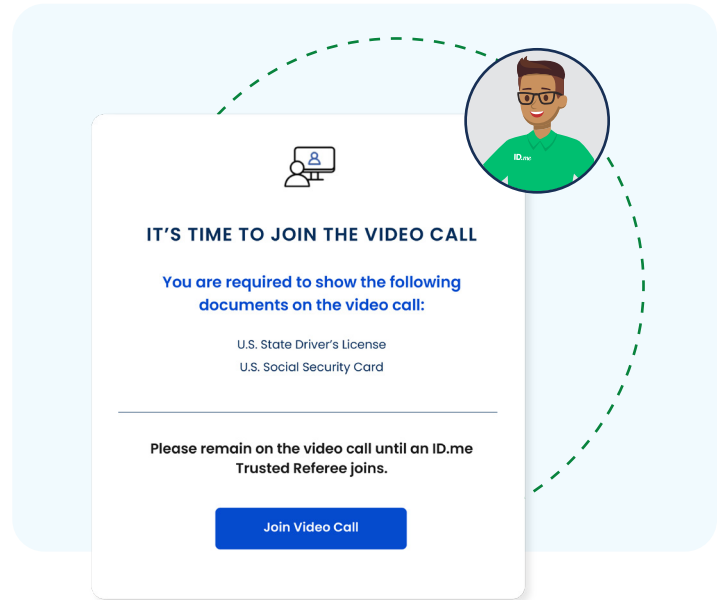 ID.me
IT’S TIME TO JOIN THE VIDEO CALL
You are required to show the following
documents on the video call:
U.S. State Driver’s License
U.S. Social Security Card
Please remain on the video call until an ID.me
Trusted Referee joins.
Join Video Call